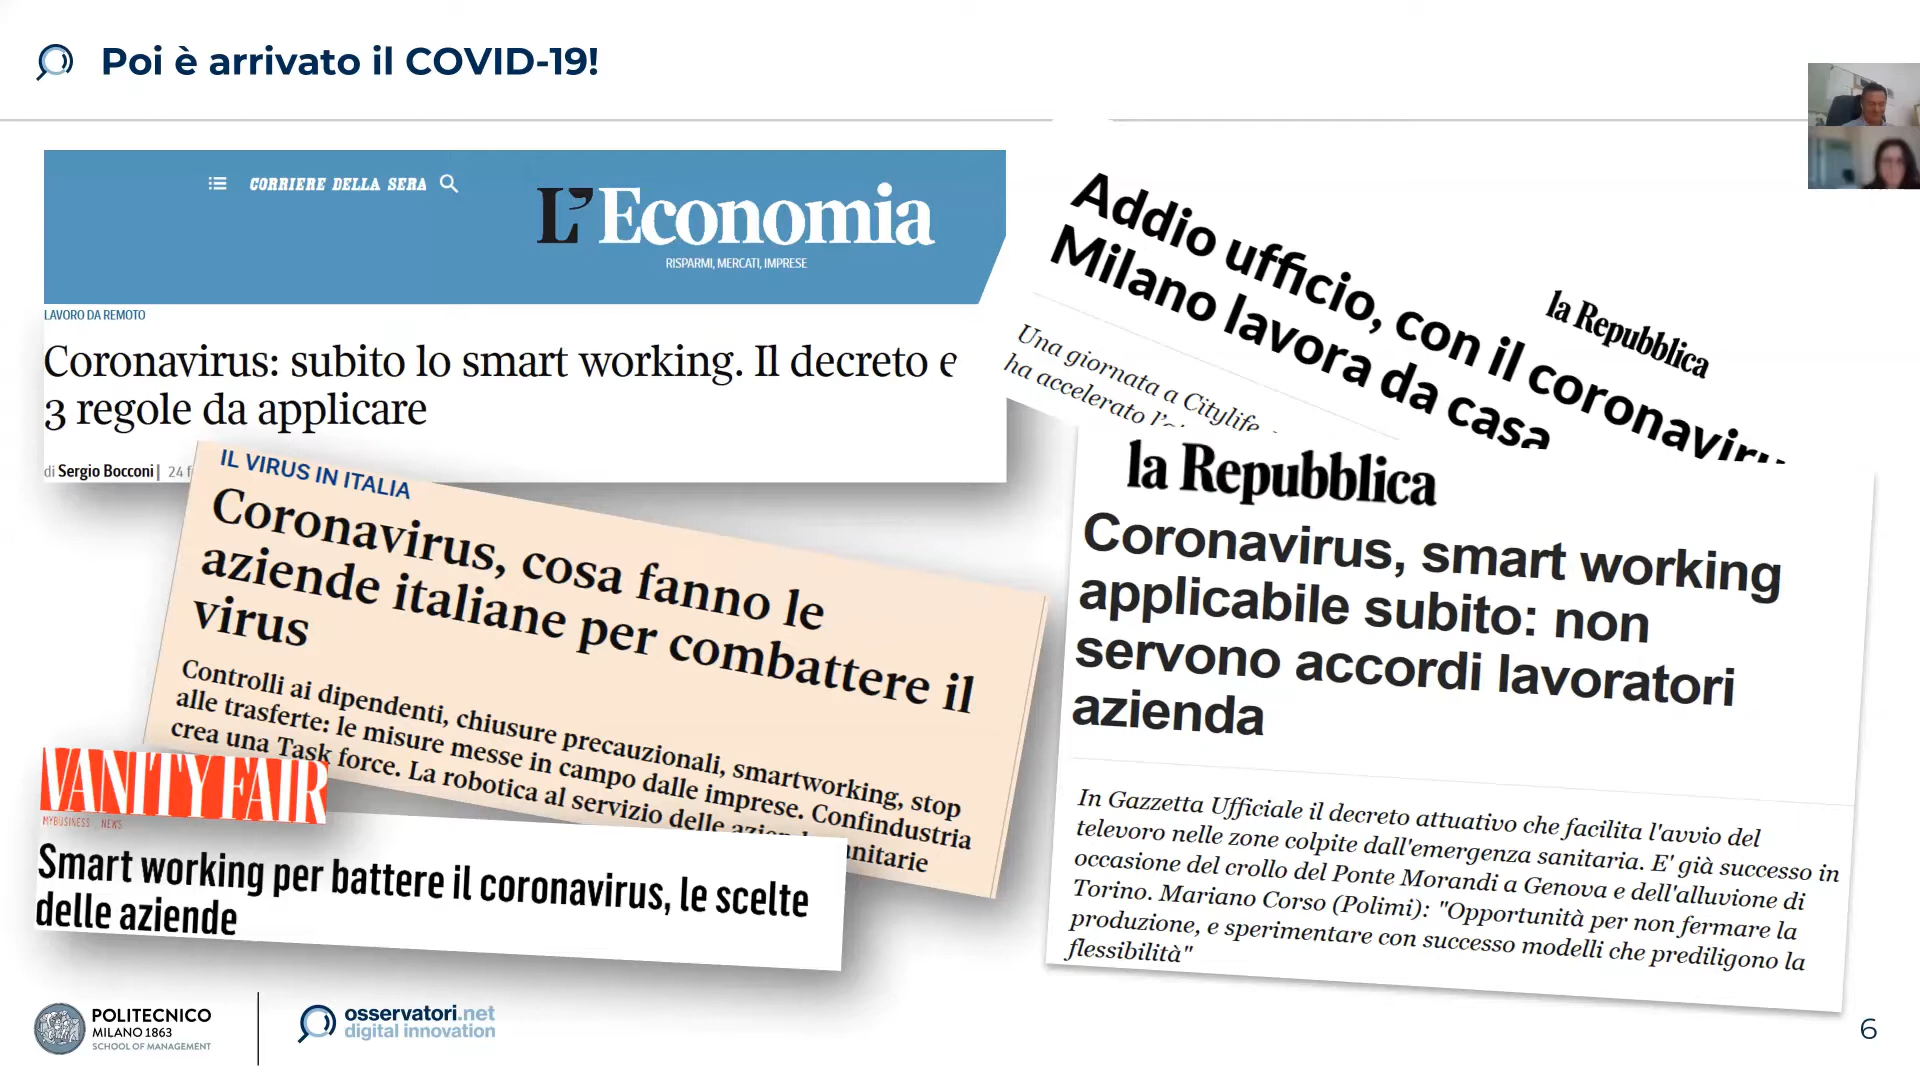 Poi è arrivato il COVID-19!
CORRIERE DELLA SERA
L'Economia
RISPARMI, MERCATI, IMPRESE
LAVORO DA REMOTO
Coronavirus: subito lo smart working. Il decreto e
3 regole da applicare
di Sergio Bocconi | 24 f
Addio ufficio, con il coronaviru
Milano lavora da casa
la Repubblica
Una giornata a Citylife
ha accelerato l'
IL VIRUS IN ITALIA
Coronavirus, cosa fanno le
aziende italiane per combattere il
virus
Controlli ai dipendenti, chiusure precauzionali, smartworking, stop
alle trasferte: le misure messe in campo dalle imprese. Confindustria
crea una Task force. La robotica al servizio delle aziend
nitarie
la Repubblica
Coronavirus, smart working
applicabile subito: non
servono accordi lavoratori
azienda
In Gazzetta Ufficiale il decreto attuativo che facilita l'avvio del
televoro nelle zone colpite dall'emergenza sanitaria. E' già successo in
occasione del crollo del Ponte Morandi a Genova e dell'alluvione di
Torino. Mariano Corso (Polimi): "Opportunità per non fermare la
produzione, e sperimentare con successo modelli che prediligono la
flessibilità"
VANITY FAIR
MYBUSINESS NEWS
Smart working per battere il coronavirus, le scelte
delle aziende
POLITECNICO
MILANO 1863
SCHOOL OF MANAGEMENT
osservatori.net
digital innovation
6